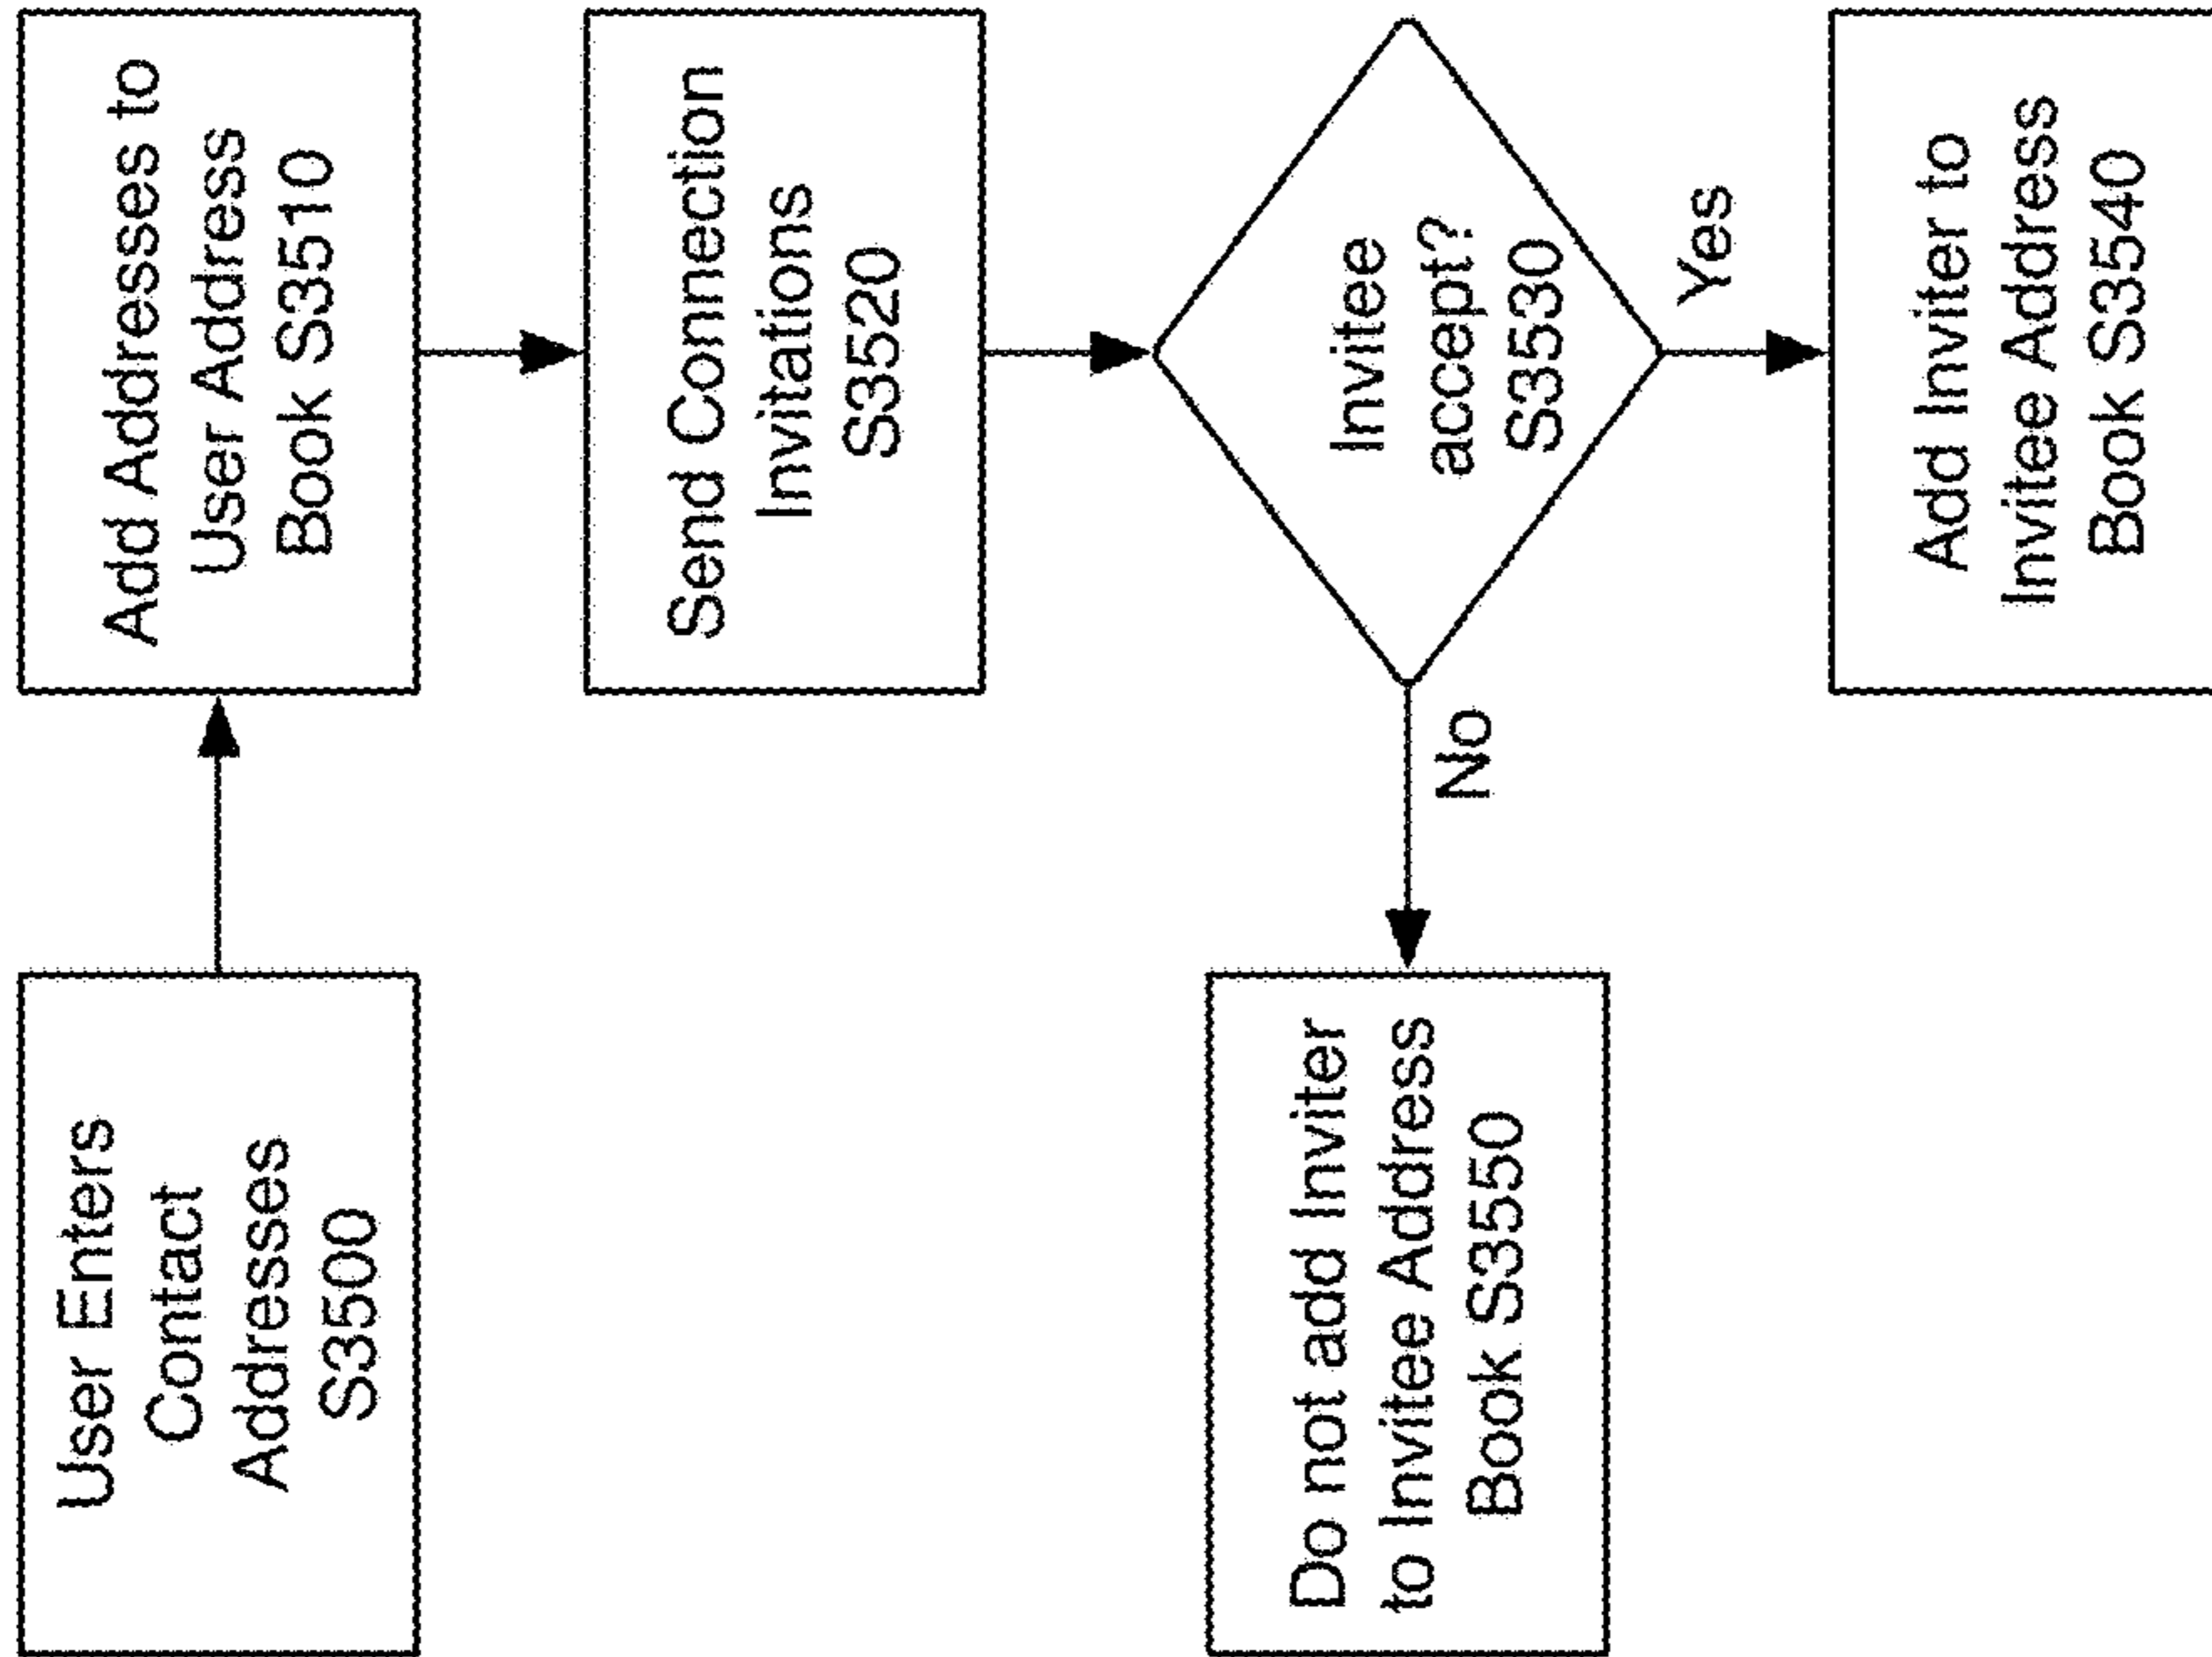 User Enters
Contact
Addresses
S3500
Add Addresses to
User Address
Book S3510
Send Connection
Invitations
S3520
Invitee
accept?
S3530
No
Yes
Do not add Inviter
to Invitee Address
Book S3550
Add Inviter to
Invitee Address
Book S3540